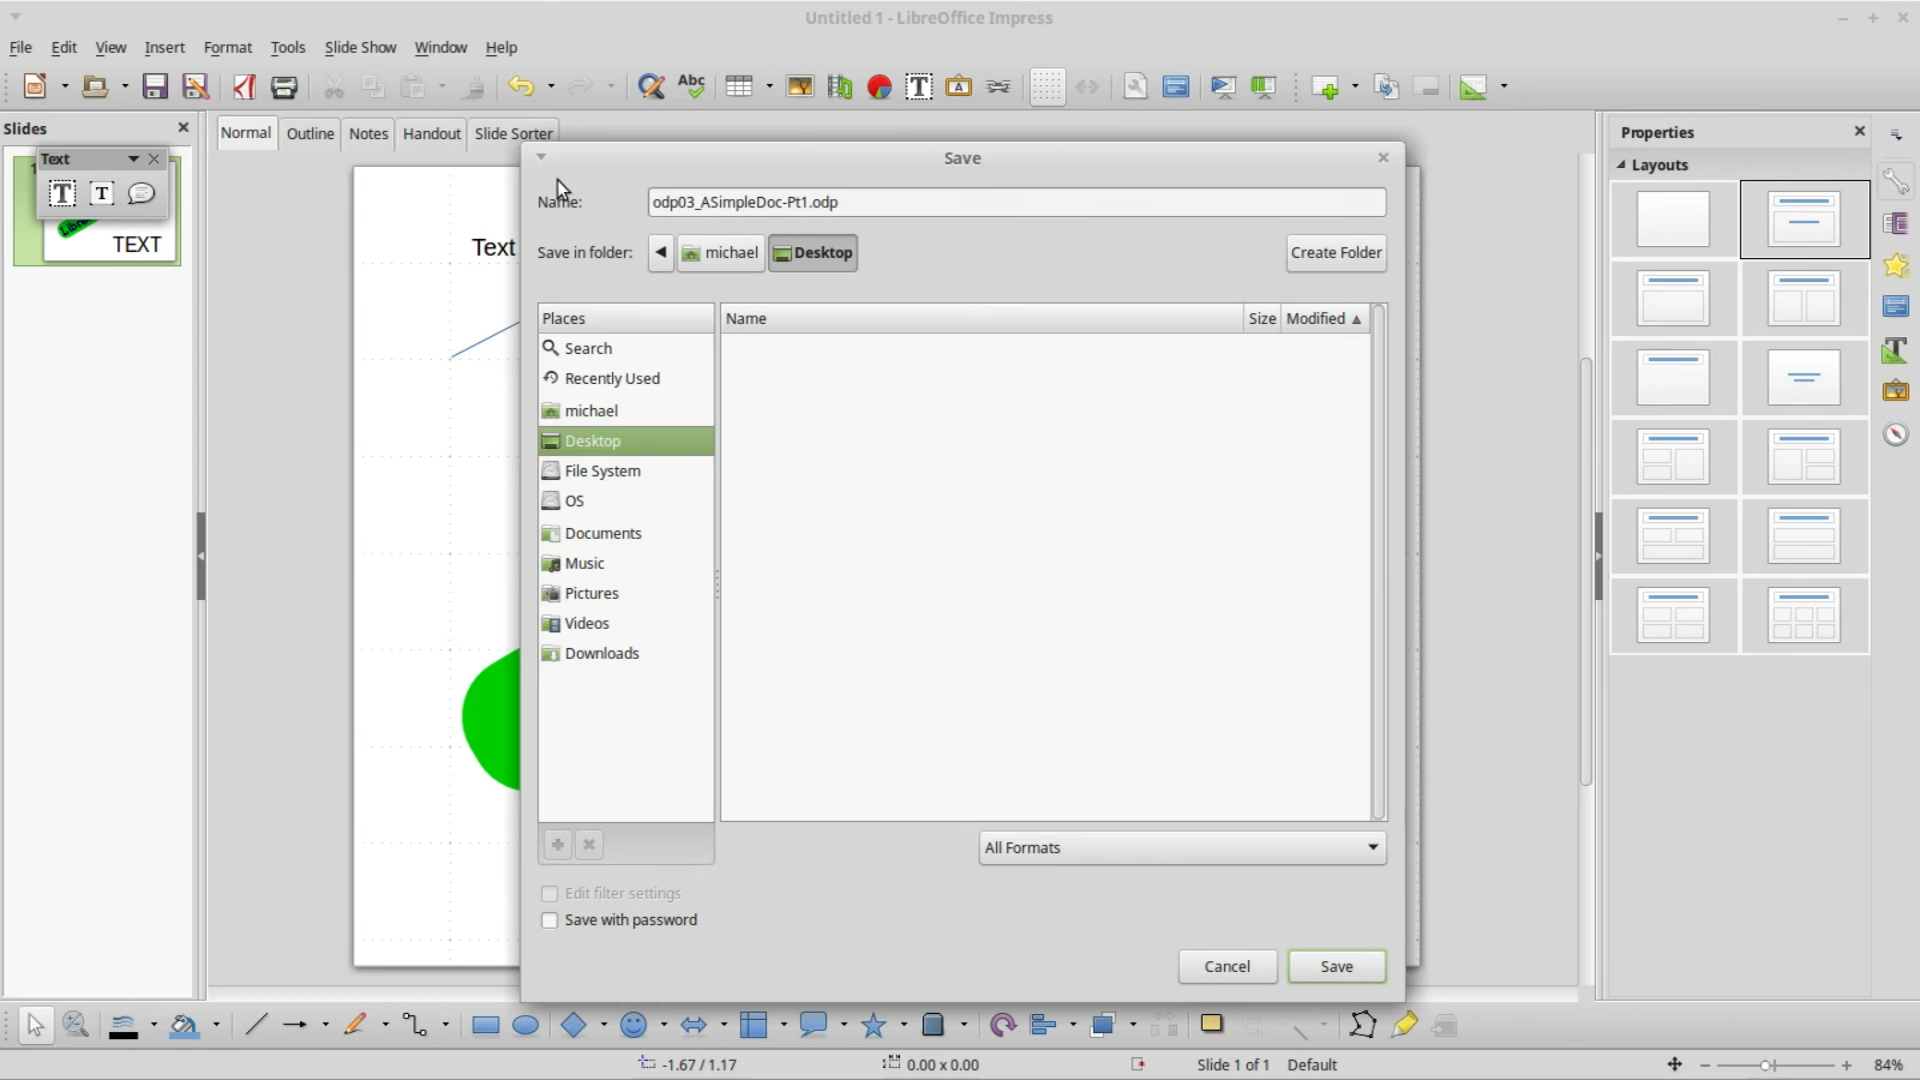 Untitled 1 - LibreOffice Impress
File Edit View Insert Format Tools Slide Show Window Help
Abc T A
Slides
Normal Outline Notes Handout Slide Sorter
Properties
Text
Save
Layouts
T T
Name: odp03_ASimpleDoc-Pt1.odp
TEXT
Text
Save in folder: michael Desktop Create Folder
Places Name Size Modified
Search
Recently Used
michael
Desktop
File System
OS
Documents
Music
Pictures
Videos
Downloads
All Formats
Edit filter settings
Save with password
Cancel Save
-1.67 / 1.17 0.00 x 0.00 Slide 1 of 1 Default 84%